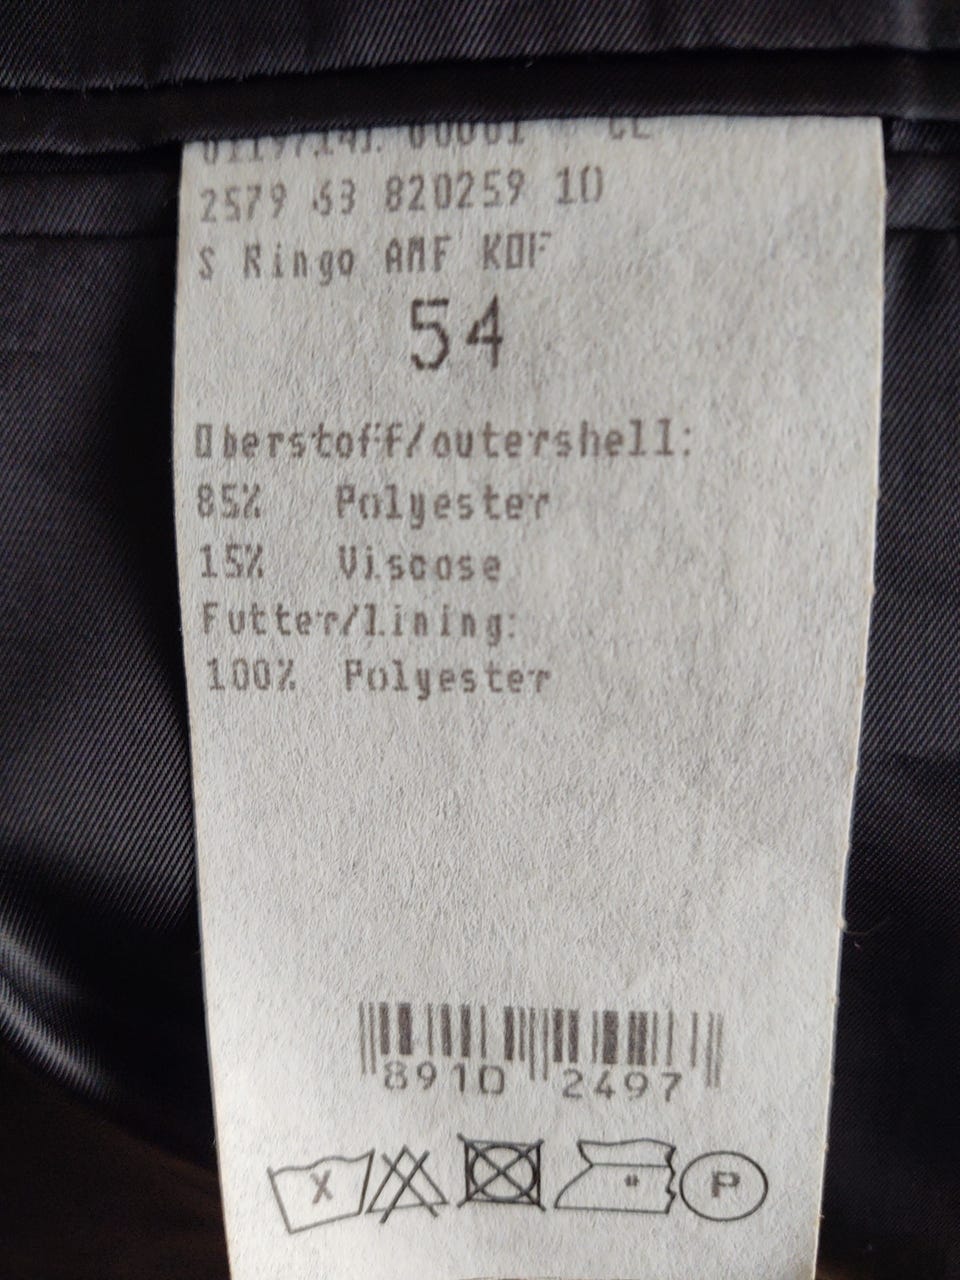 2579 63 820259 10
S Ringo AMF KOF
54
Oberstoff/outershell:
85% Polyester
15% Viscose
Futter/lining:
100% Polyester
8910 2497
P